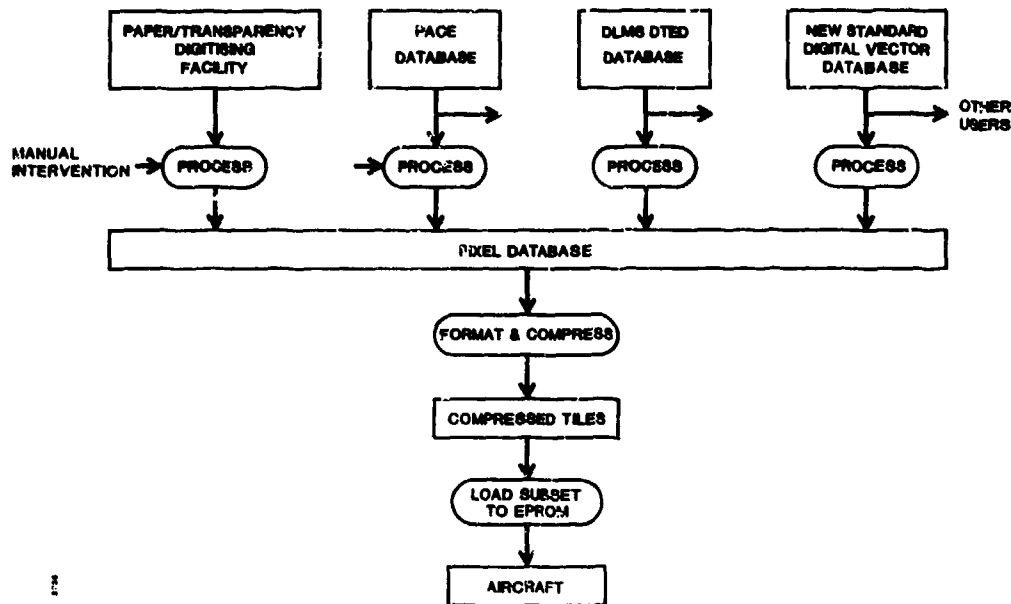 PAPER/TRANSPARENCY
DIGITISING
FACILITY
PACE
DATABASE
DLMS DTED
DATABASE
NEW STANDARD
DIGITAL VECTOR
DATABASE
OTHER
USERS
MANUAL
INTERVENTION
PROCESS
PROCESS
PROCESS
PROCESS
PIXEL DATABASE
FORMAT & COMPRESS
COMPRESSED TILES
LOAD SUBSET
TO EPROM
AIRCRAFT